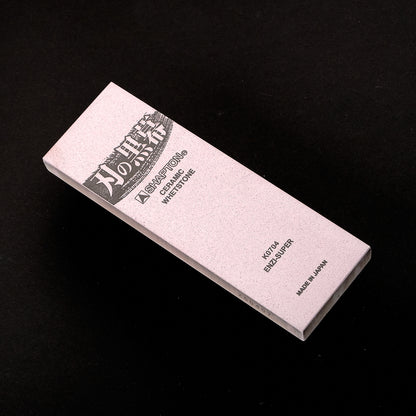 刃の黒幕
SHAPTON®
CERAMIC
WHETSTONE
K0704
ENZI-SUPER
MADE IN JAPAN